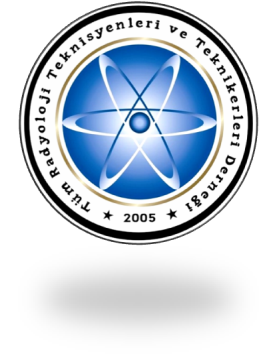 Tüm Radyoloji Teknisyenleri ve Teknikerleri Derneği
★ 2005 ★